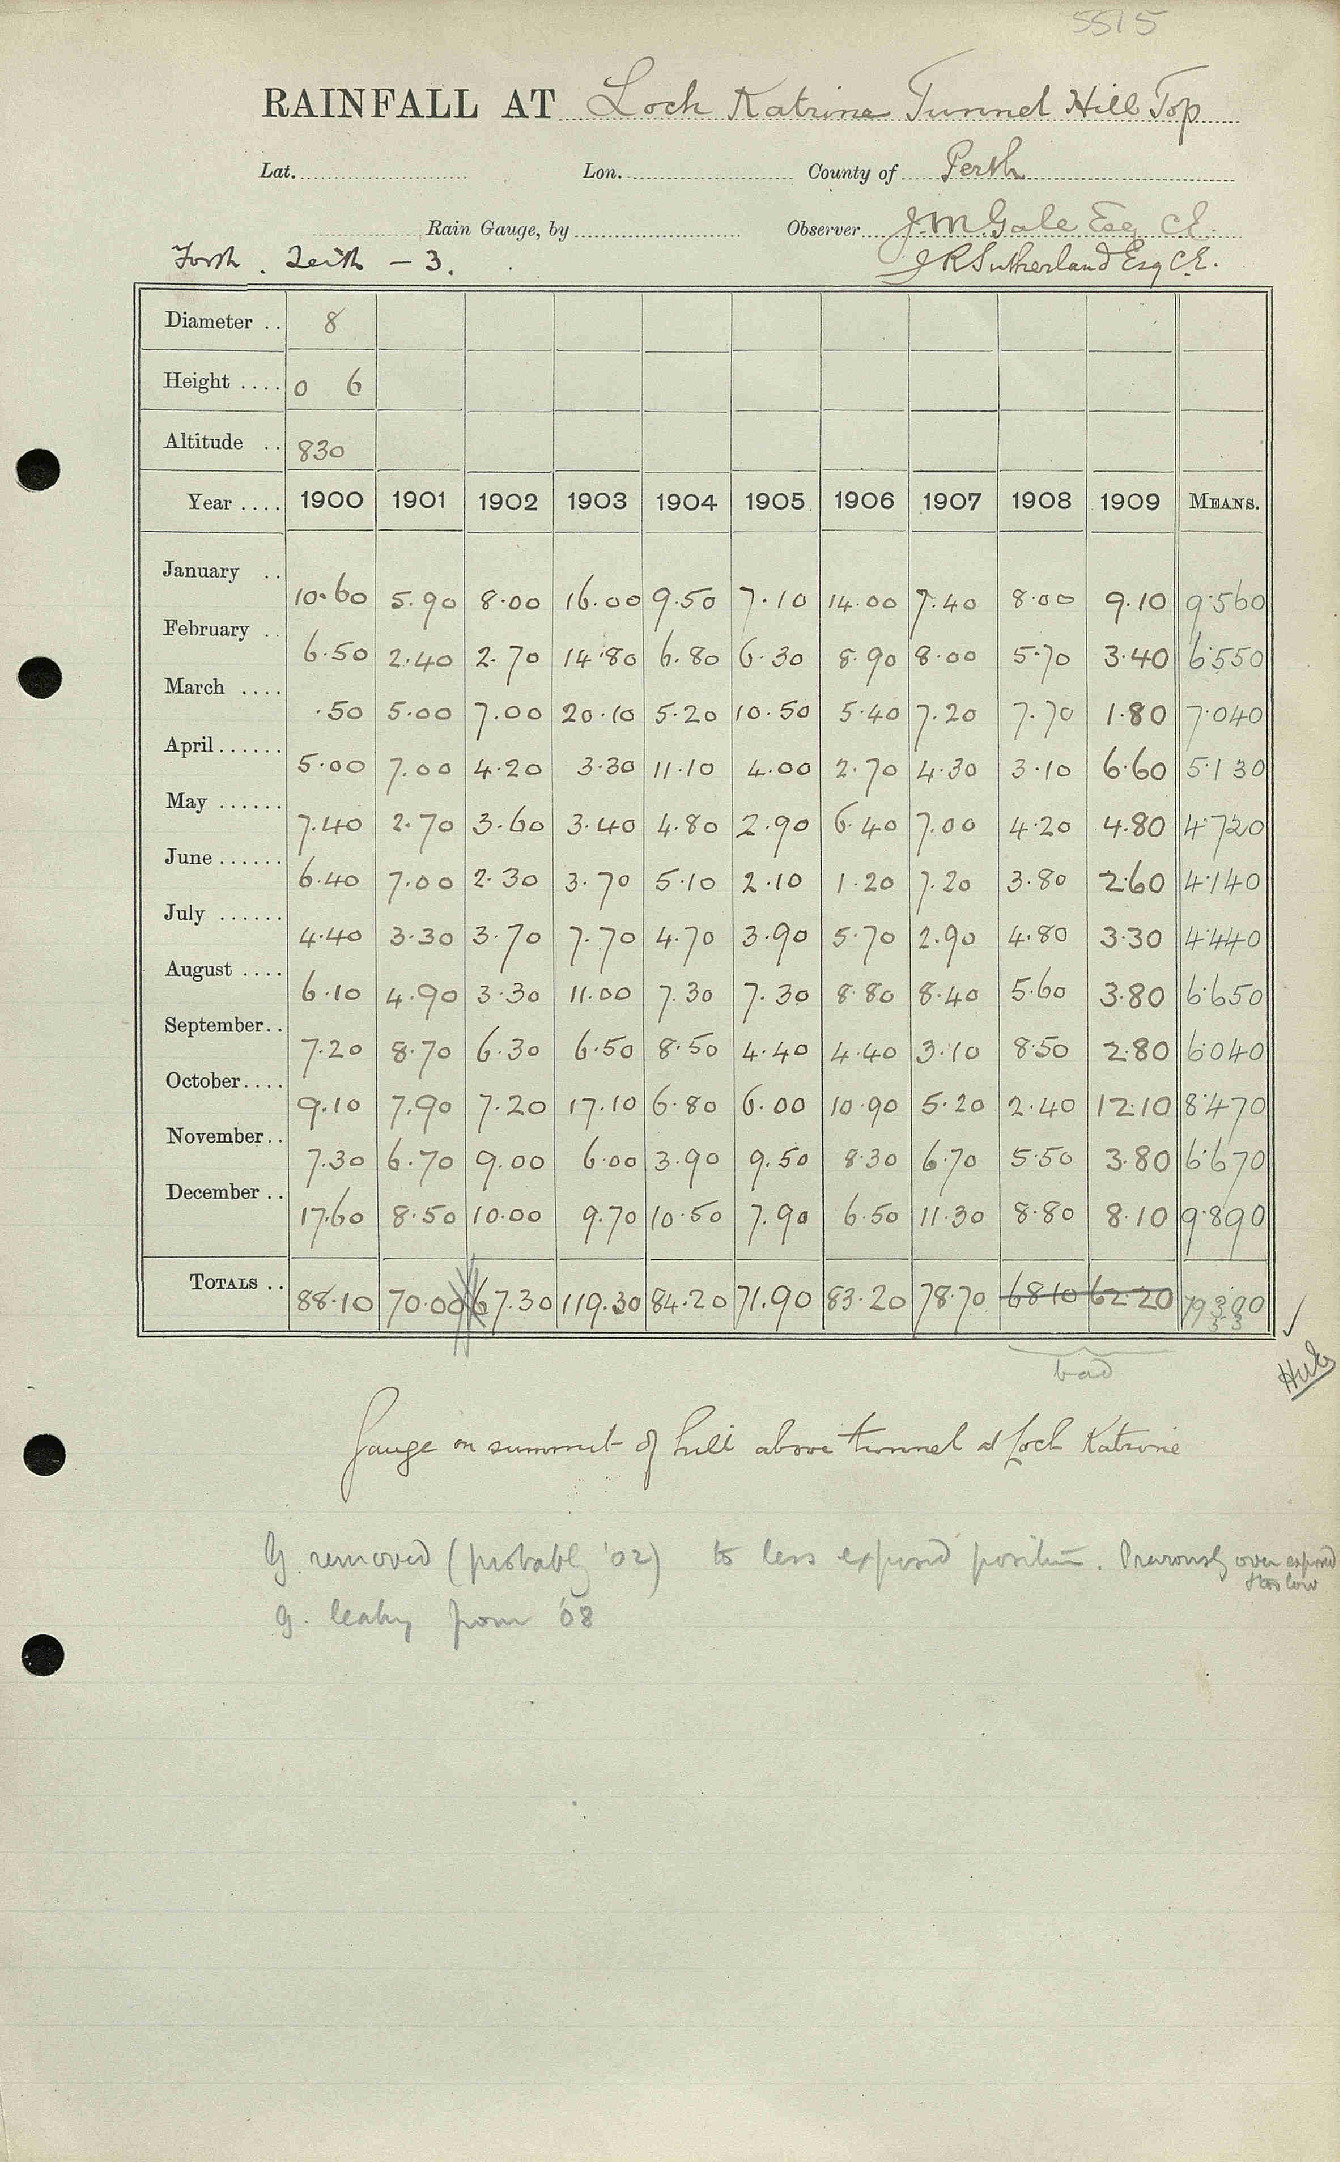 5515
RAINFALL AT Loch Katrine Tunnel Hill Top
Lat. Lon. County of Perth
Rain Gauge, by Observer J. M. Gale Esq CE
Forth . Teith – 3. J R Sutherland Esq C.E.
Diameter .. 8
Height .... 0 6
Altitude .. 830
Year .... 1900 1901 1902 1903 1904 1905 1906 1907 1908 1909 MEANS.
January .. 10.60 5.90 8.00 16.00 9.50 7.10 14.00 7.40 8.00 9.10 9.560
February .. 6.50 2.40 2.70 14.80 6.80 6.30 8.90 8.00 5.70 3.40 6.550
March .... .50 5.00 7.00 20.10 5.20 10.50 5.40 7.20 7.70 1.80 7.040
April...... 5.00 7.00 4.20 3.30 11.10 4.00 2.70 4.30 3.10 6.60 5.130
May ...... 7.40 2.70 3.60 3.40 4.80 2.90 6.40 7.00 4.20 4.80 4.720
June ...... 6.40 7.00 2.30 3.70 5.10 2.10 1.20 7.20 3.80 2.60 4.140
July ...... 4.40 3.30 3.70 7.70 4.70 3.90 5.70 2.90 4.80 3.30 4.440
August .... 6.10 4.90 3.30 11.00 7.30 7.30 8.80 8.40 5.60 3.80 6.650
September.. 7.20 8.70 6.30 6.50 8.50 4.40 4.40 3.10 8.50 2.80 6.040
October.... 9.10 7.90 7.20 17.10 6.80 6.00 10.90 5.20 2.40 12.10 8.470
November.. 7.30 6.70 9.00 6.00 3.90 9.50 8.30 6.70 5.50 3.80 6.670
December .. 17.60 8.50 10.00 9.70 10.50 7.90 6.50 11.30 8.80 8.10 9.890
TOTALS .. 88.10 70.00 67.30 119.30 84.20 71.90 83.20 78.70 68.10 62.20
bad
Gauge on summit of hill above tunnel at Loch Katrine
G. removed (probably '02) to less exposed position. Previously over exposed
& too low
G. leaky from '08